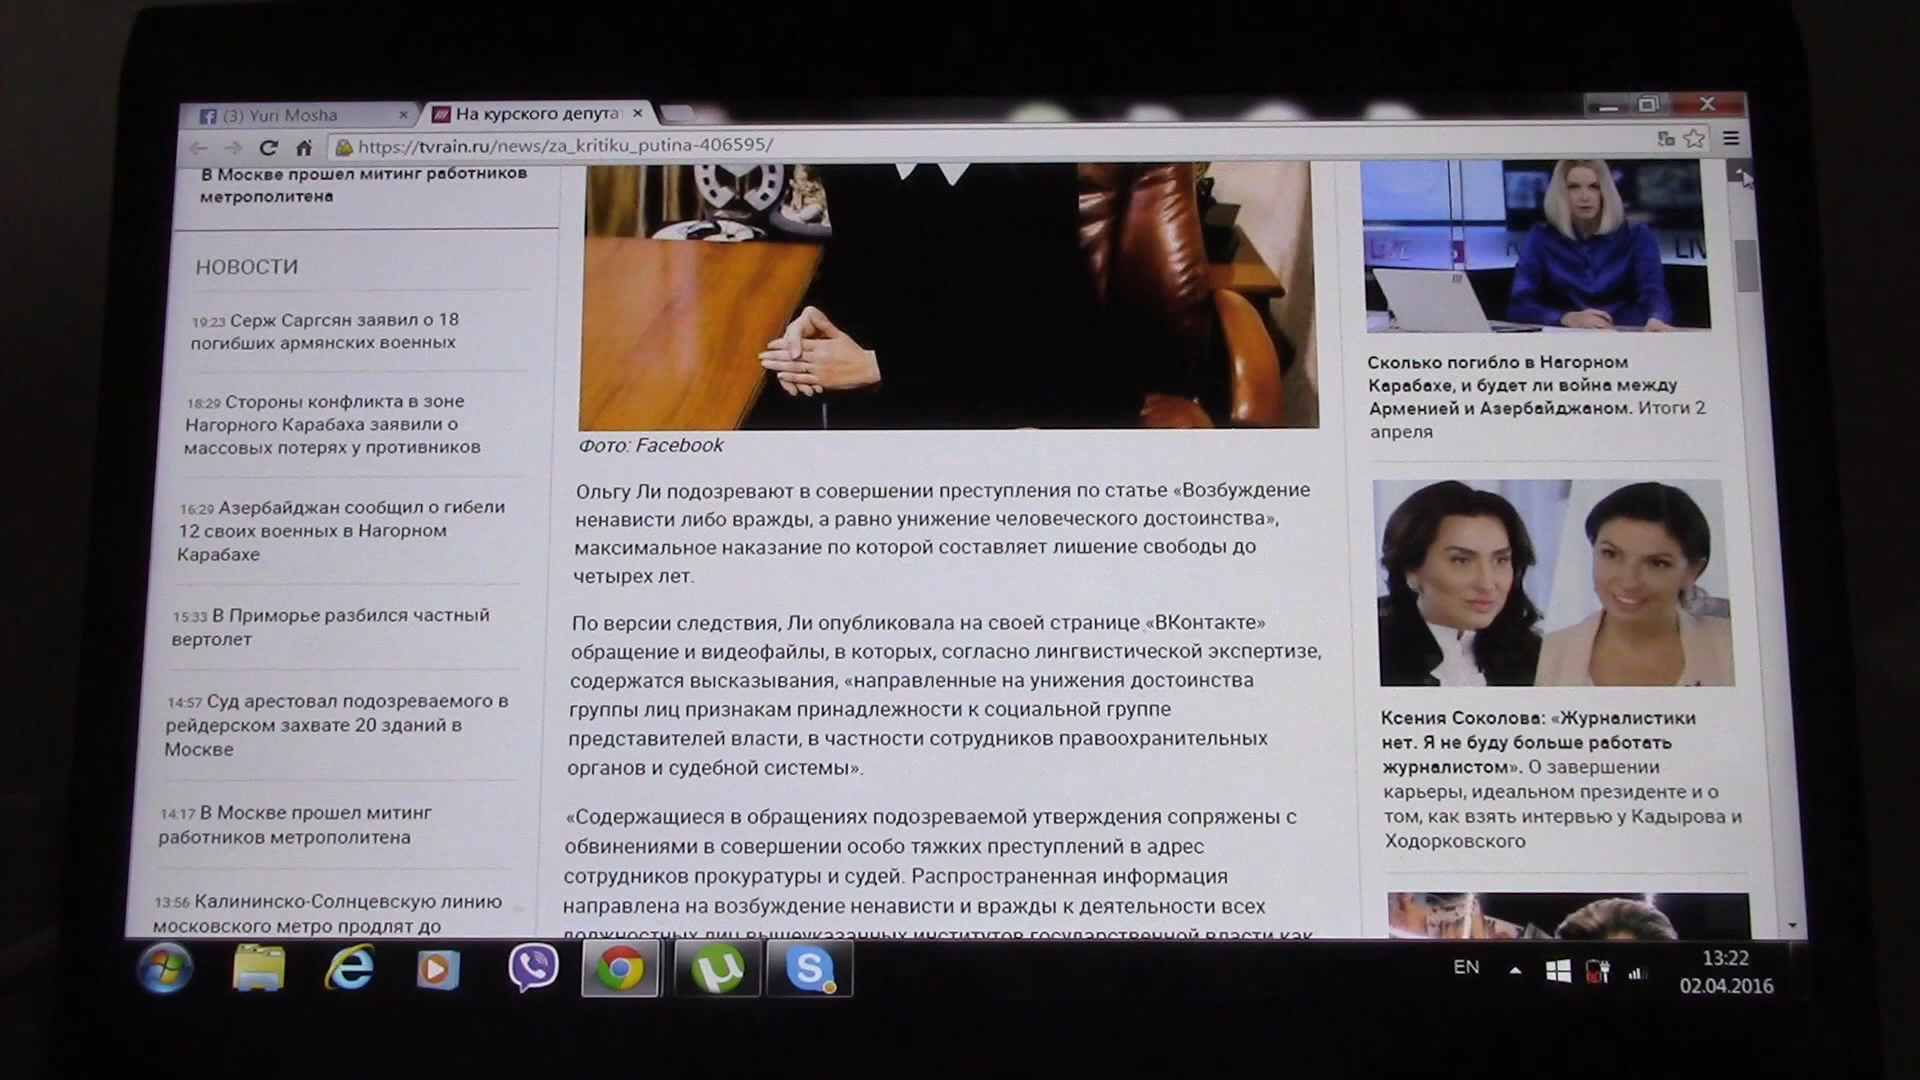 (3) Yuri Mosha
На курского депута
https://tvrain.ru/news/za_kritiku_putina-406595/
В Москве прошел митинг работников
метрополитена
НОВОСТИ
19:23 Серж Саргсян заявил о 18
погибших армянских военных
18:29 Стороны конфликта в зоне
Нагорного Карабаха заявили о
массовых потерях у противников
16:29 Азербайджан сообщил о гибели
12 своих военных в Нагорном
Карабахе
15:33 В Приморье разбился частный
вертолет
14:57 Суд арестовал подозреваемого в
рейдерском захвате 20 зданий в
Москве
14:17 В Москве прошел митинг
работников метрополитена
13:56 Калининско-Солнцевскую линию
московского метро продлят до
Фото: Facebook
Ольгу Ли подозревают в совершении преступления по статье «Возбуждение
ненависти либо вражды, а равно унижение человеческого достоинства»,
максимальное наказание по которой составляет лишение свободы до
четырех лет.
По версии следствия, Ли опубликовала на своей странице «ВКонтакте»
обращение и видеофайлы, в которых, согласно лингвистической экспертизе,
содержатся высказывания, «направленные на унижения достоинства
группы лиц признакам принадлежности к социальной группе
представителей власти, в частности сотрудников правоохранительных
органов и судебной системы».
«Содержащиеся в обращениях подозреваемой утверждения сопряжены с
обвинениями в совершении особо тяжких преступлений в адрес
сотрудников прокуратуры и судей. Распространенная информация
направлена на возбуждение ненависти и вражды к деятельности всех
должностных лиц вышеуказанных институтов государственной власти как
LIVE
LIV
Сколько погибло в Нагорном
Карабахе, и будет ли война между
Арменией и Азербайджаном. Итоги 2
апреля
Ксения Соколова: «Журналистики
нет. Я не буду больше работать
журналистом». О завершении
карьеры, идеальном президенте и о
том, как взять интервью у Кадырова и
Ходорковского
EN
13:22
02.04.2016